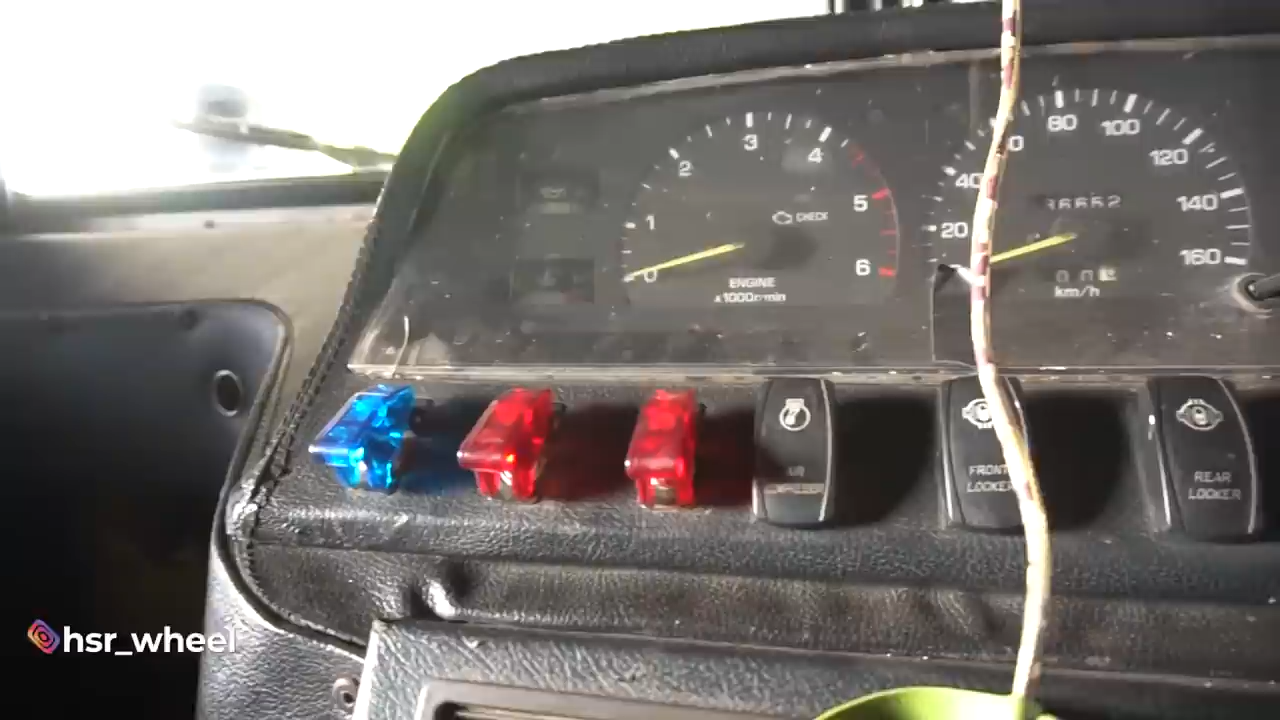 0 1 2 3 4 5 6
CHECK
ENGINE
x1000r/min
20 40 80 100 120 140 160
km/h
FRONT
LOCKER
REAR
LOCKER
hsr_wheel